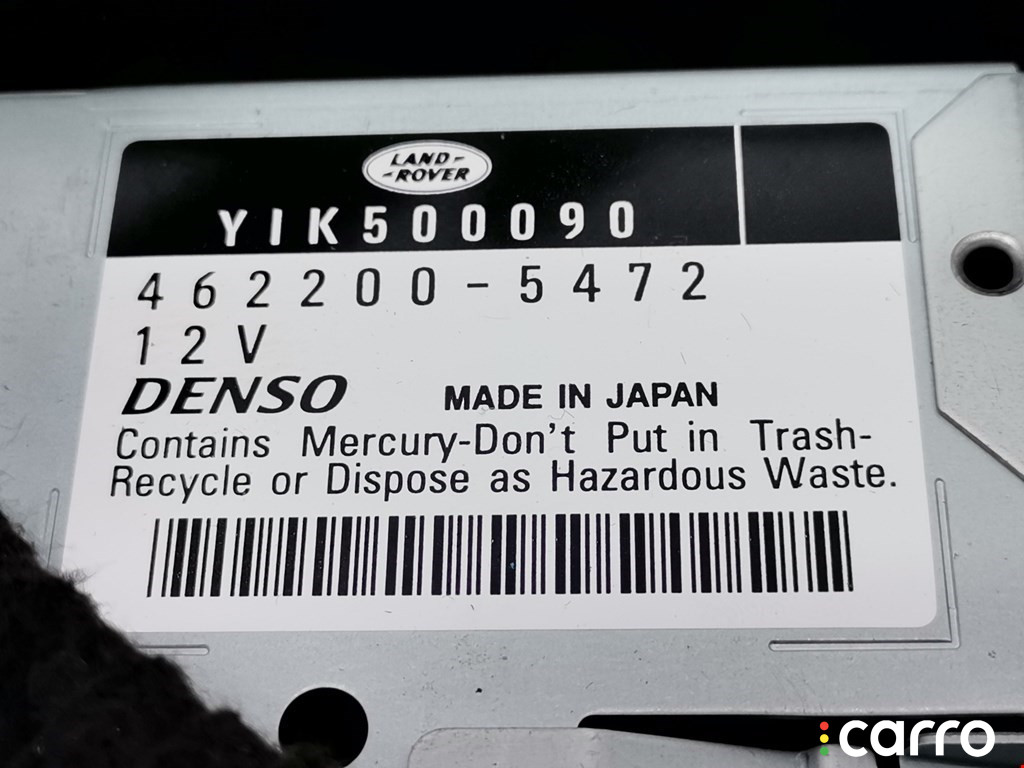 LAND-
-ROVER
YIK500090
462200-5472
12V
DENSO MADE IN JAPAN
Contains Mercury-Don't Put in Trash-
Recycle or Dispose as Hazardous Waste.
carro